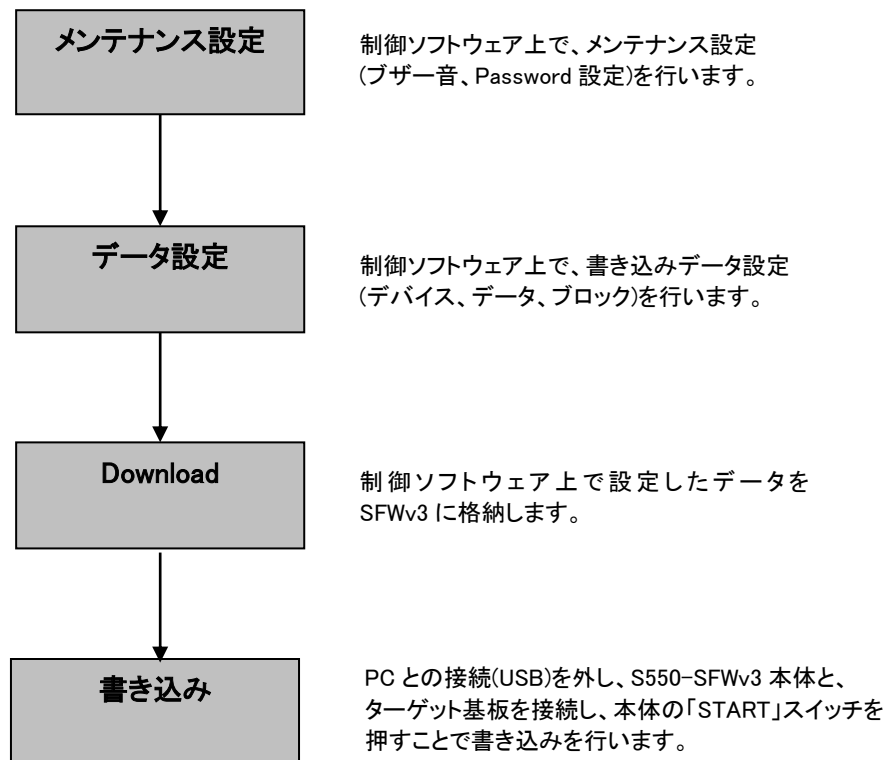 メンテナンス設定
制御ソフトウェア上で、メンテナンス設定
(ブザー音、Password 設定)を行います。
データ設定
制御ソフトウェア上で、書き込みデータ設定
(デバイス、データ、ブロック)を行います。
Download
制御ソフトウェア上で設定したデータを
SFWv3 に格納します。
書き込み
PC との接続(USB)を外し、S550-SFWv3 本体と、
ターゲット基板を接続し、本体の「START」スイッチを
押すことで書き込みを行います。